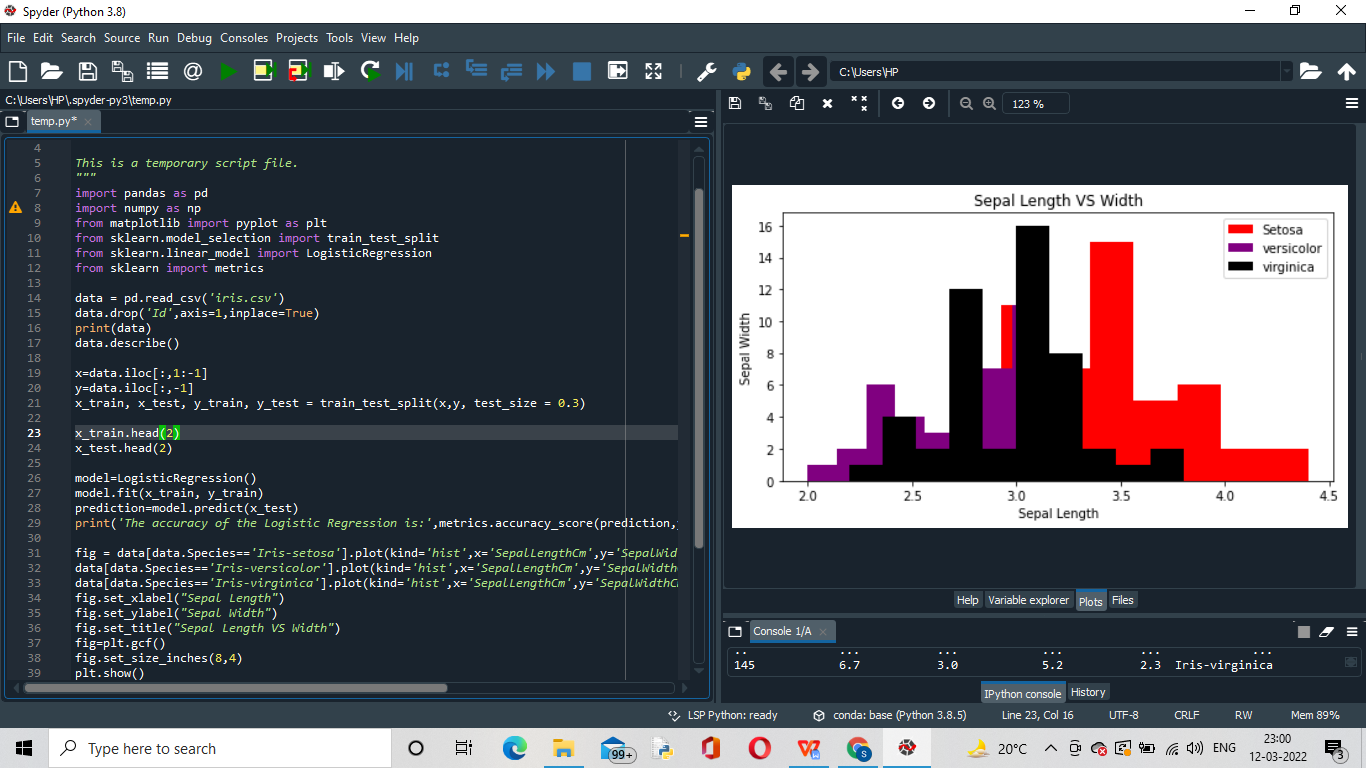 Spyder (Python 3.8)
File Edit Search Source Run Debug Consoles Projects Tools View Help
C:\Users\HP
C:\Users\HP\.spyder-py3\temp.py
temp.py*
4
5 This is a temporary script file.
6 """
7 import pandas as pd
8 import numpy as np
9 from matplotlib import pyplot as plt
10 from sklearn.model_selection import train_test_split
11 from sklearn.linear_model import LogisticRegression
12 from sklearn import metrics
13
14 data = pd.read_csv('iris.csv')
15 data.drop('Id',axis=1,inplace=True)
16 print(data)
17 data.describe()
18
19 x=data.iloc[:,1:-1]
20 y=data.iloc[:,-1]
21 x_train, x_test, y_train, y_test = train_test_split(x,y, test_size = 0.3)
22
23 x_train.head(2)
24 x_test.head(2)
25
26 model=LogisticRegression()
27 model.fit(x_train, y_train)
28 prediction=model.predict(x_test)
29 print('The accuracy of the Logistic Regression is:',metrics.accuracy_score(prediction,
30
31 fig = data[data.Species=='Iris-setosa'].plot(kind='hist',x='SepalLengthCm',y='SepalWid
32 data[data.Species=='Iris-versicolor'].plot(kind='hist',x='SepalLengthCm',y='SepalWidth
33 data[data.Species=='Iris-virginica'].plot(kind='hist',x='SepalLengthCm',y='SepalWidthC
34 fig.set_xlabel("Sepal Length")
35 fig.set_ylabel("Sepal Width")
36 fig.set_title("Sepal Length VS Width")
37 fig=plt.gcf()
38 fig.set_size_inches(8,4)
39 plt.show()
123 %
Sepal Length VS Width
Setosa
versicolor
virginica
16
14
12
10
8
6
4
2
0
Sepal Width
2.0 2.5 3.0 3.5 4.0 4.5
Sepal Length
Help Variable explorer Plots Files
Console 1/A
.. ... ... ... ... ...
145 6.7 3.0 5.2 2.3 Iris-virginica
IPython console History
LSP Python: ready conda: base (Python 3.8.5) Line 23, Col 16 UTF-8 CRLF RW Mem 89%
Type here to search
99+
20°C
ENG
23:00
12-03-2022
3